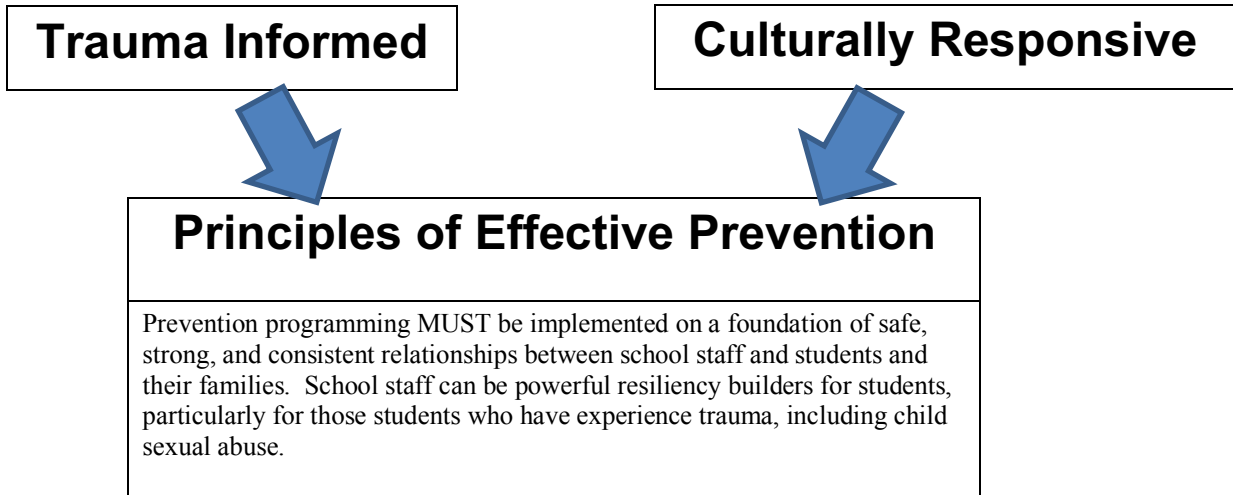 Trauma Informed
Culturally Responsive
Principles of Effective Prevention
Prevention programming MUST be implemented on a foundation of safe,
strong, and consistent relationships between school staff and students and
their families.  School staff can be powerful resiliency builders for students,
particularly for those students who have experience trauma, including child
sexual abuse.